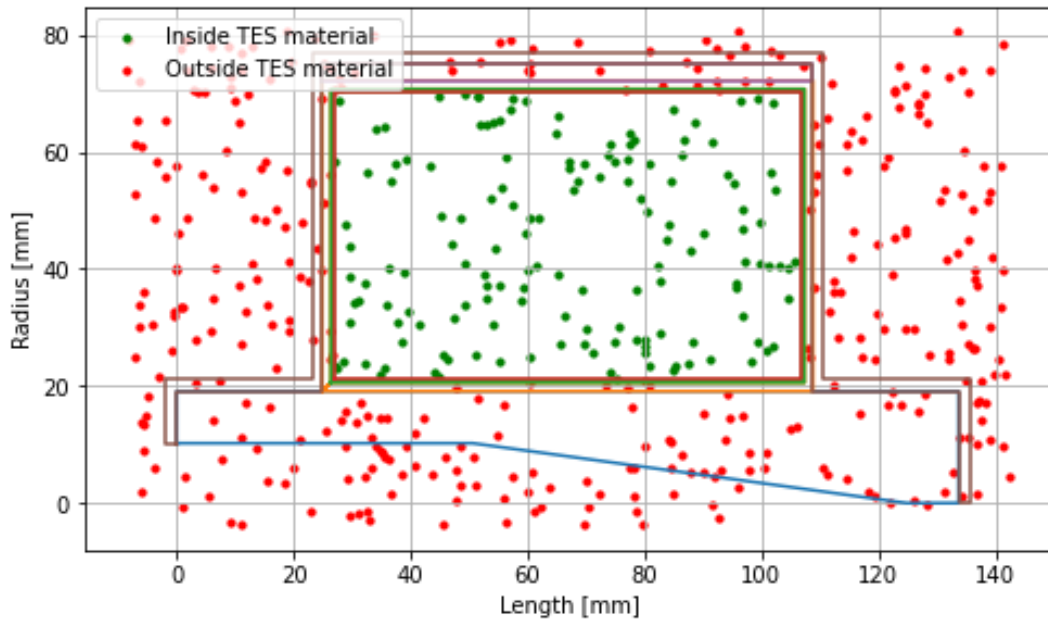 Inside TES material
Outside TES material
80
60
40
20
0
Radius [mm]
0 20 40 60 80 100 120 140
Length [mm]